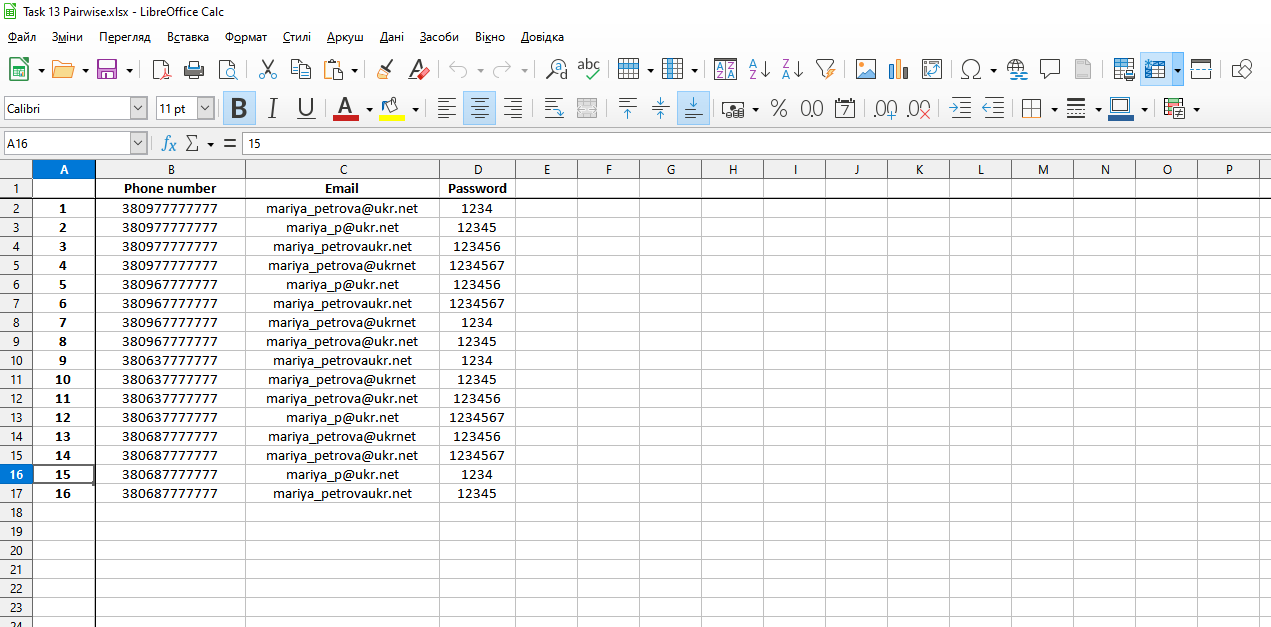 Task 13 Pairwise.xlsx - LibreOffice Calc
Файл Зміни Перегляд Вставка Формат Стилі Аркуш Дані Засоби Вікно Довідка
Calibri 11 pt B I U A
A16 fx Σ = 15
A B C D E F G H I J K L M N O P
1 Phone number Email Password
2 1 380977777777 mariya_petrova@ukr.net 1234
3 2 380977777777 mariya_p@ukr.net 12345
4 3 380977777777 mariya_petrovaukr.net 123456
5 4 380977777777 mariya_petrova@ukrnet 1234567
6 5 380967777777 mariya_p@ukr.net 123456
7 6 380967777777 mariya_petrovaukr.net 1234567
8 7 380967777777 mariya_petrova@ukrnet 1234
9 8 380967777777 mariya_petrova@ukr.net 12345
10 9 380637777777 mariya_petrovaukr.net 1234
11 10 380637777777 mariya_petrova@ukrnet 12345
12 11 380637777777 mariya_petrova@ukr.net 123456
13 12 380637777777 mariya_p@ukr.net 1234567
14 13 380687777777 mariya_petrova@ukrnet 123456
15 14 380687777777 mariya_petrova@ukr.net 1234567
16 15 380687777777 mariya_p@ukr.net 1234
17 16 380687777777 mariya_petrovaukr.net 12345
18
19
20
21
22
23
24